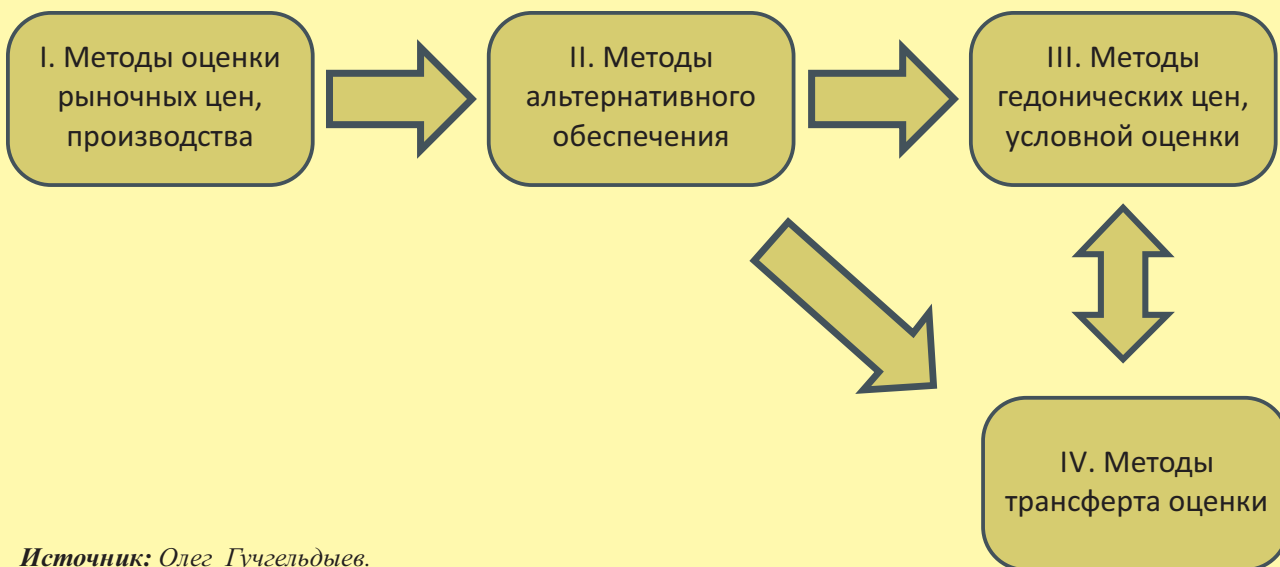 I. Методы оценки
рыночных цен,
производства
II. Методы
альтернативного
обеспечения
III. Методы
гедонических цен,
условной оценки
IV. Методы
трансферта оценки
Источник: Олег Гучгельдыев.